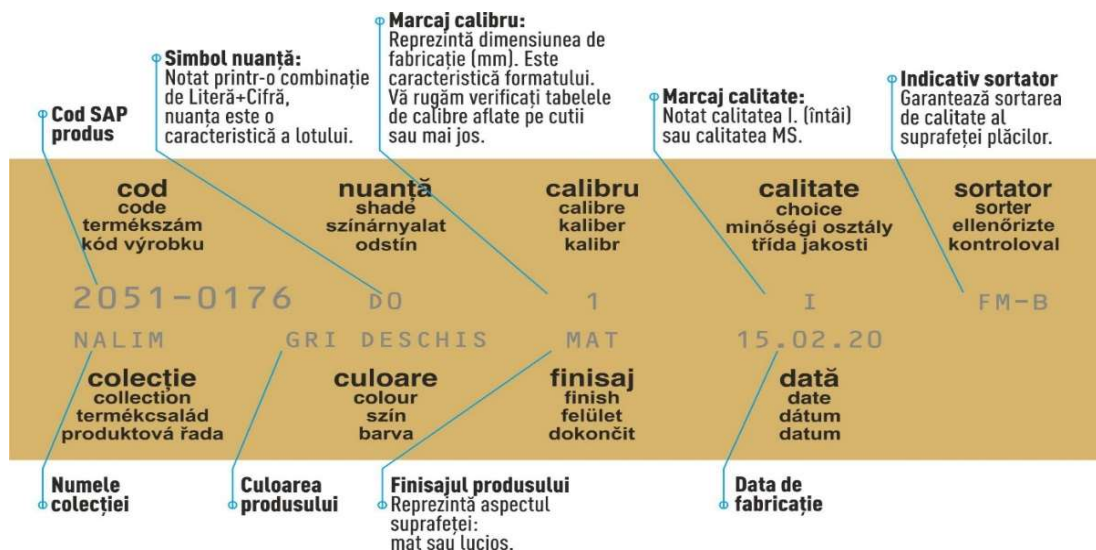 Marcaj calibru:
Reprezintă dimensiunea de
fabricație (mm). Este
caracteristică formatului.
Vă rugăm verificați tabelele
de calibre aflate pe cutii
sau mai jos.
Simbol nuanță:
Notat printr-o combinație
de Literă+Cifră,
nuanța este o
caracteristică a lotului.
Cod SAP
produs
Marcaj calitate:
Notat calitatea I. (întâi)
sau calitatea MS.
Indicativ sortator
Garantează sortarea
de calitate al
suprafeței plăcilor.
cod
code
termékszám
kód výrobku
nuanță
shade
színárnyalat
odstín
calibru
calibre
kaliber
kalibr
calitate
choice
minőségi osztály
třída jakosti
sortator
sorter
ellenőrizte
kontroloval
2051-0176 DO 1 I FM-B
NALIM GRI DESCHIS MAT 15.02.20
colecție
collection
termékcsalád
produktová řada
culoare
colour
szín
barva
finisaj
finish
felület
dokončit
dată
date
dátum
datum
Numele
colecției
Culoarea
produsului
Finisajul produsului
Reprezintă aspectul
suprafeței:
mat sau lucios.
Data de
fabricație